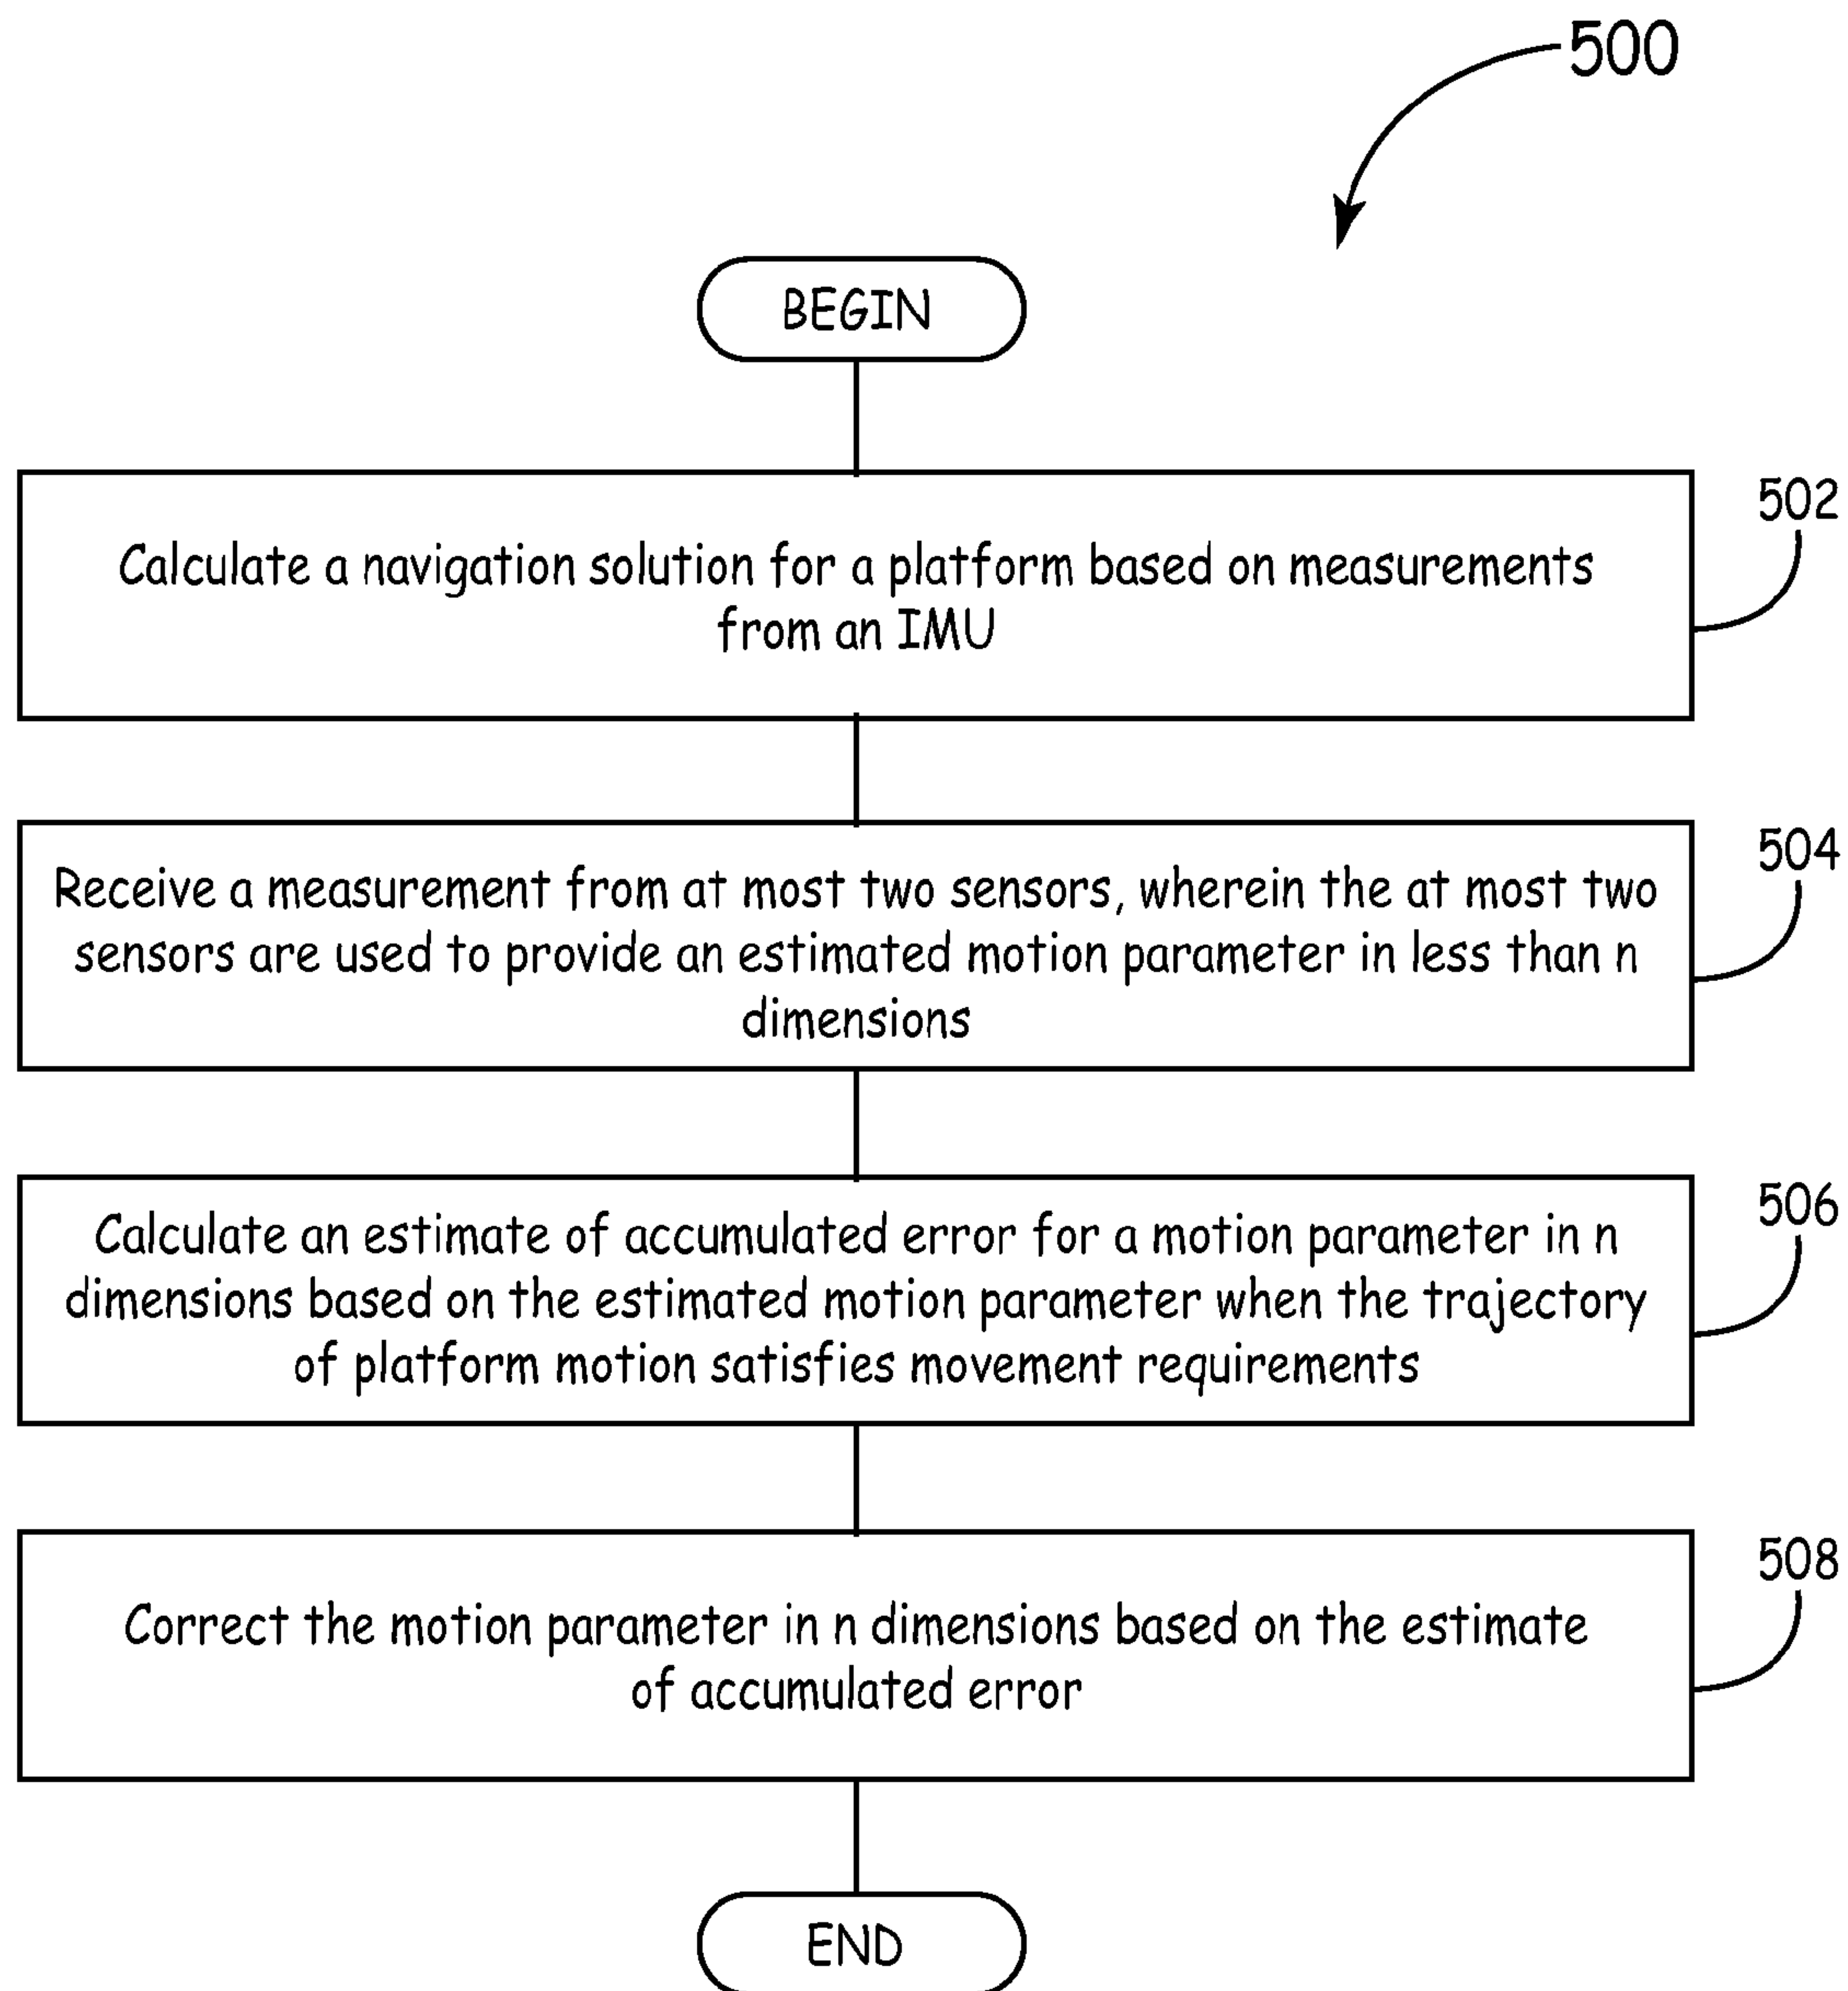 500
BEGIN
502
Calculate a navigation solution for a platform based on measurements
from an IMU
504
Receive a measurement from at most two sensors, wherein the at most two
sensors are used to provide an estimated motion parameter in less than n
dimensions
506
Calculate an estimate of accumulated error for a motion parameter in n
dimensions based on the estimated motion parameter when the trajectory
of platform motion satisfies movement requirements
508
Correct the motion parameter in n dimensions based on the estimate
of accumulated error
END